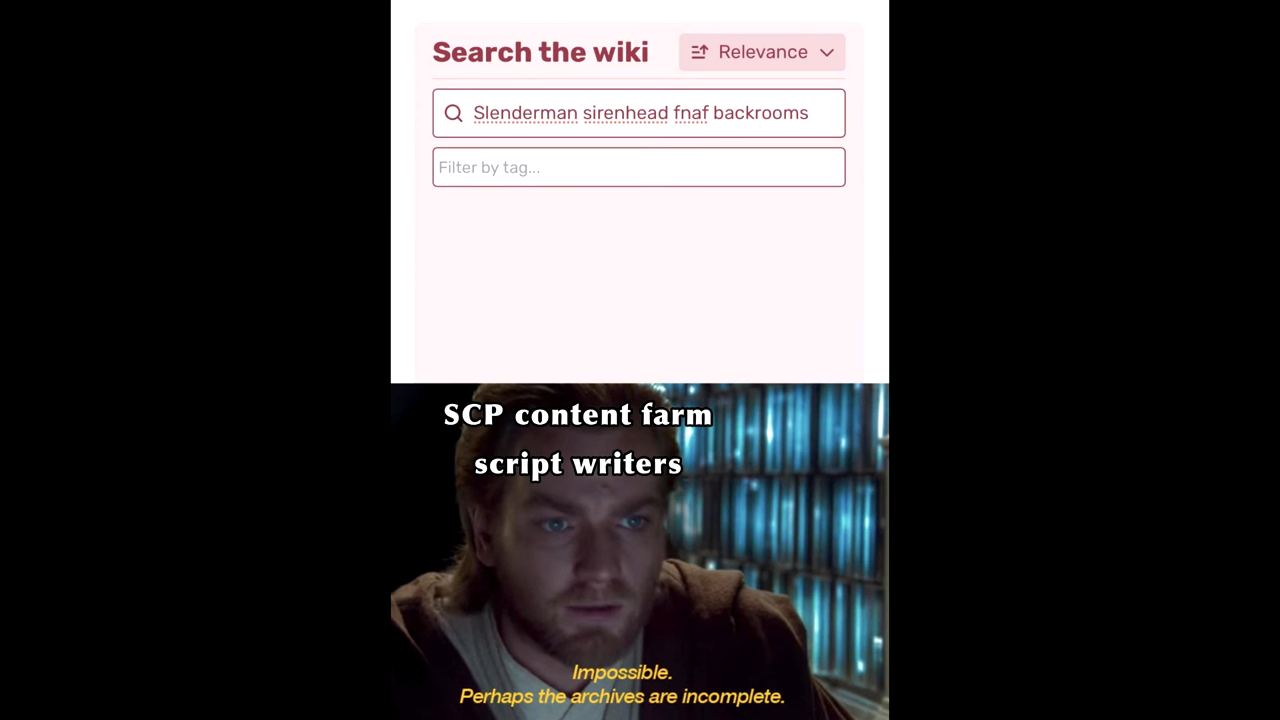 Search the wiki
Relevance
Slenderman sirenhead fnaf backrooms
Filter by tag...
SCP content farm
script writers
Impossible.
Perhaps the archives are incomplete.